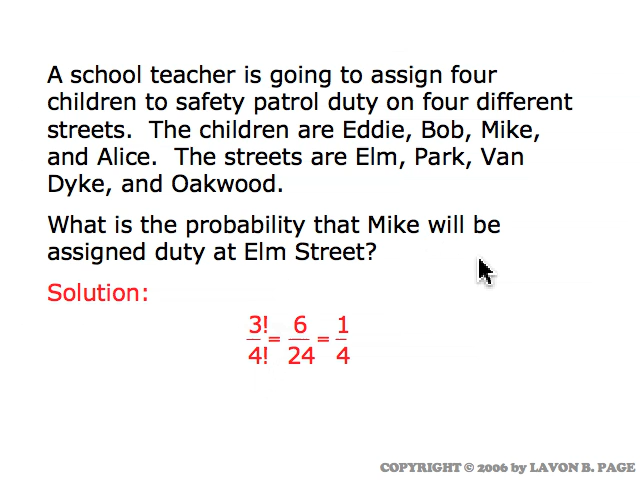 A school teacher is going to assign four
children to safety patrol duty on four different
streets.  The children are Eddie, Bob, Mike,
and Alice.  The streets are Elm, Park, Van
Dyke, and Oakwood.
What is the probability that Mike will be
assigned duty at Elm Street?
Solution:
3!/4! = 6/24 = 1/4
COPYRIGHT © 2006 by LAVON B. PAGE